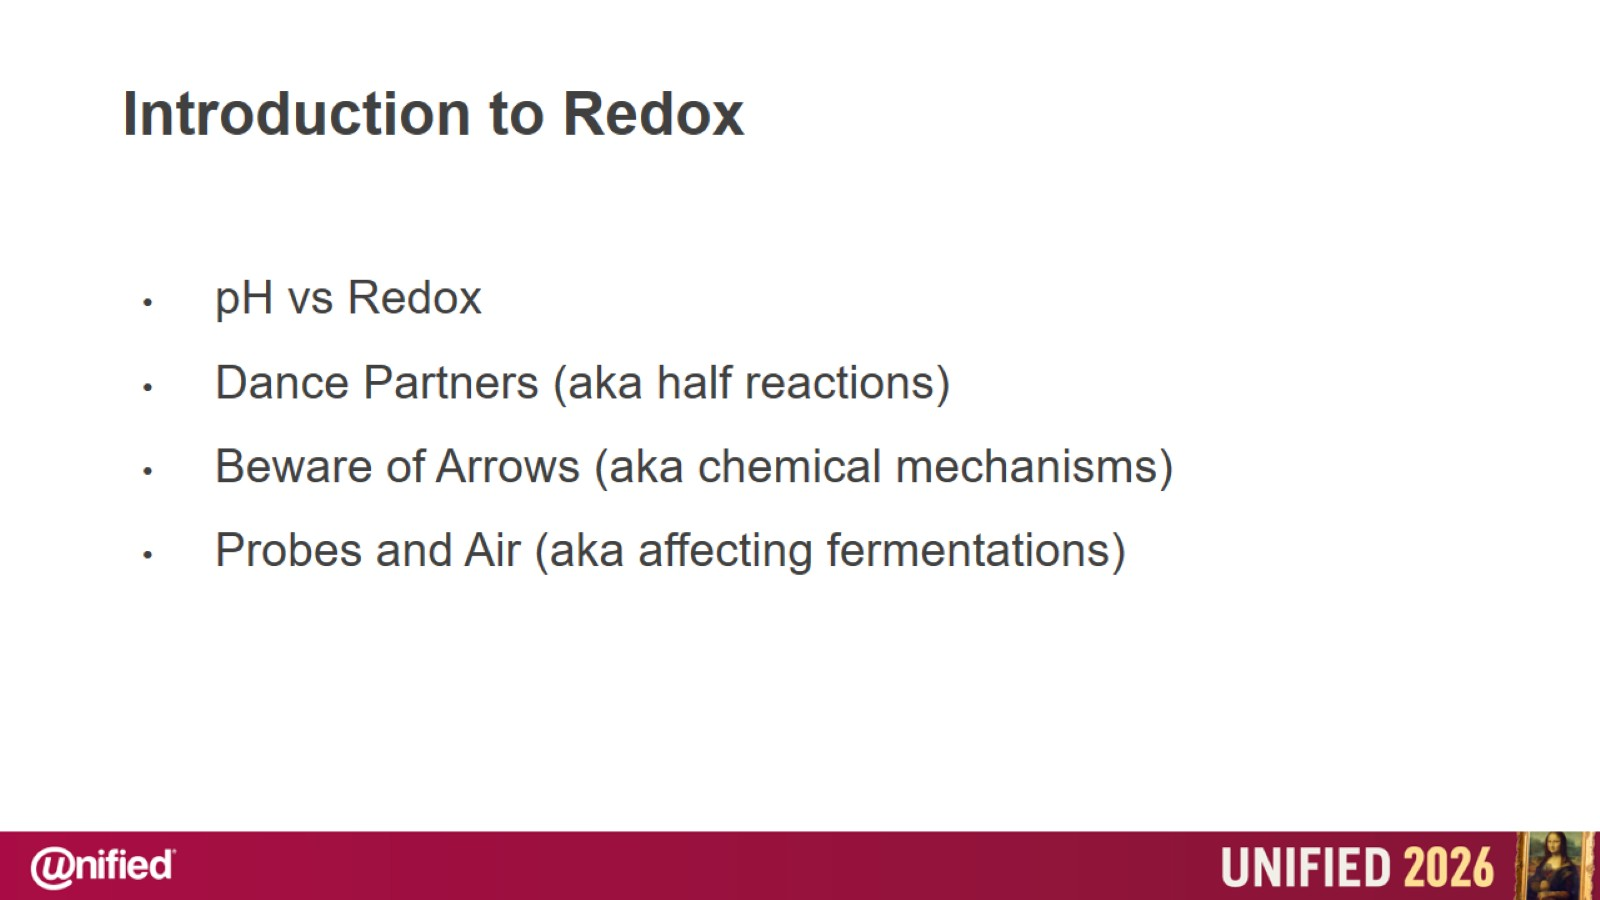 Introduction to Redox
• pH vs Redox
• Dance Partners (aka half reactions)
• Beware of Arrows (aka chemical mechanisms)
• Probes and Air (aka affecting fermentations)
unified
UNIFIED 2026